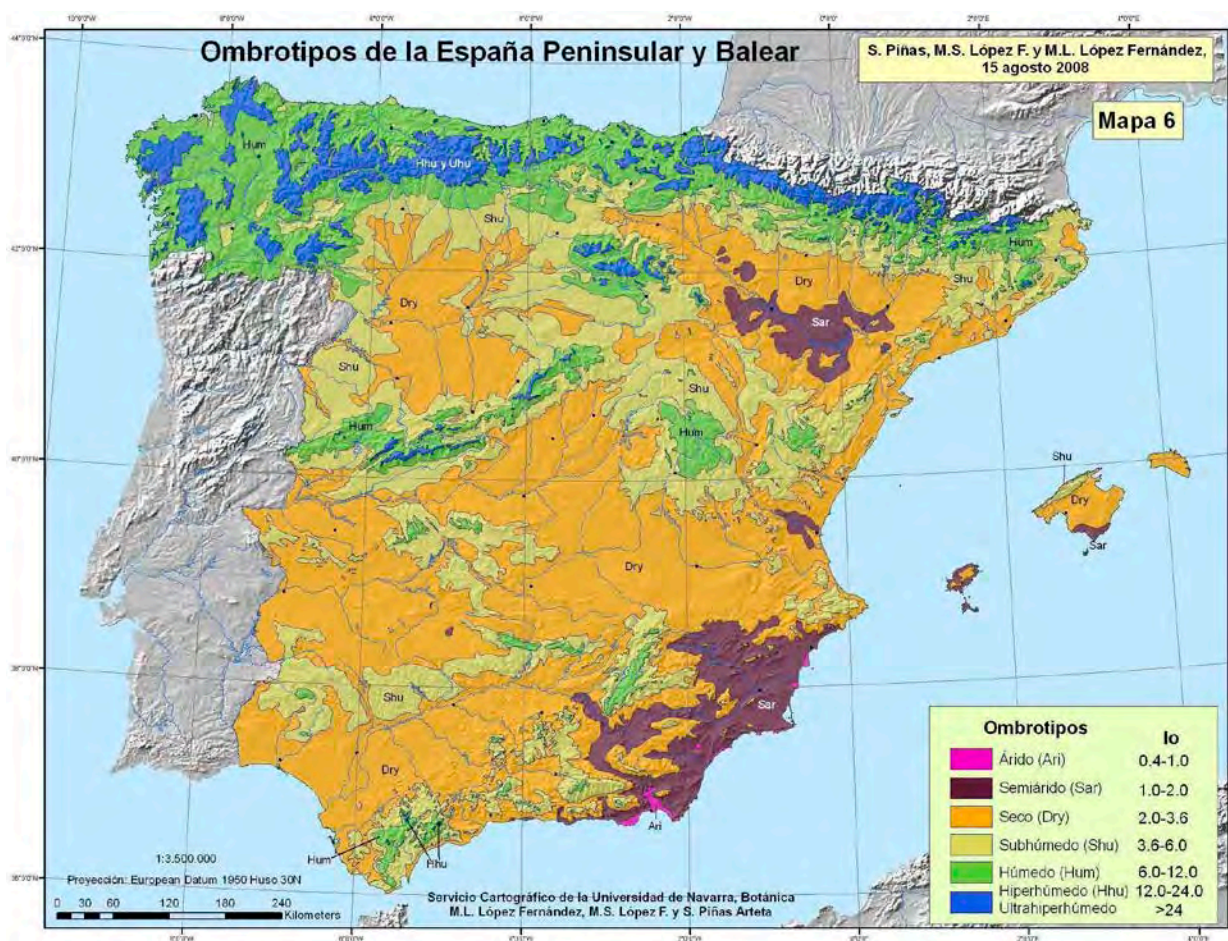 Ombrotipos de la España Peninsular y Balear
S. Piñas, M.S. López F. y M.L. López Fernández,
15 agosto 2008
Mapa 6
Hum
Hhu y Uhu
Shu
Hum
Dry
Shu
Dry
Sar
Shu
Shu
Hum
Hum
Shu
Dry
Sar
Dry
Shu
Sar
Dry
Ari
Hum
Hhu
Ombrotipos Io
Árido (Ari) 0.4-1.0
Semiárido (Sar) 1.0-2.0
Seco (Dry) 2.0-3.6
Subhúmedo (Shu) 3.6-6.0
Húmedo (Hum) 6.0-12.0
Hiperhúmedo (Hhu) 12.0-24.0
Ultrahiperhúmedo >24
1:3.500.000
Proyección: European Datum 1950 Huso 30N
0 30 60 120 180 240
Kilometers
Servicio Cartográfico de la Universidad de Navarra, Botánica
M.L. López Fernández, M.S. López F. y S. Piñas Arteta